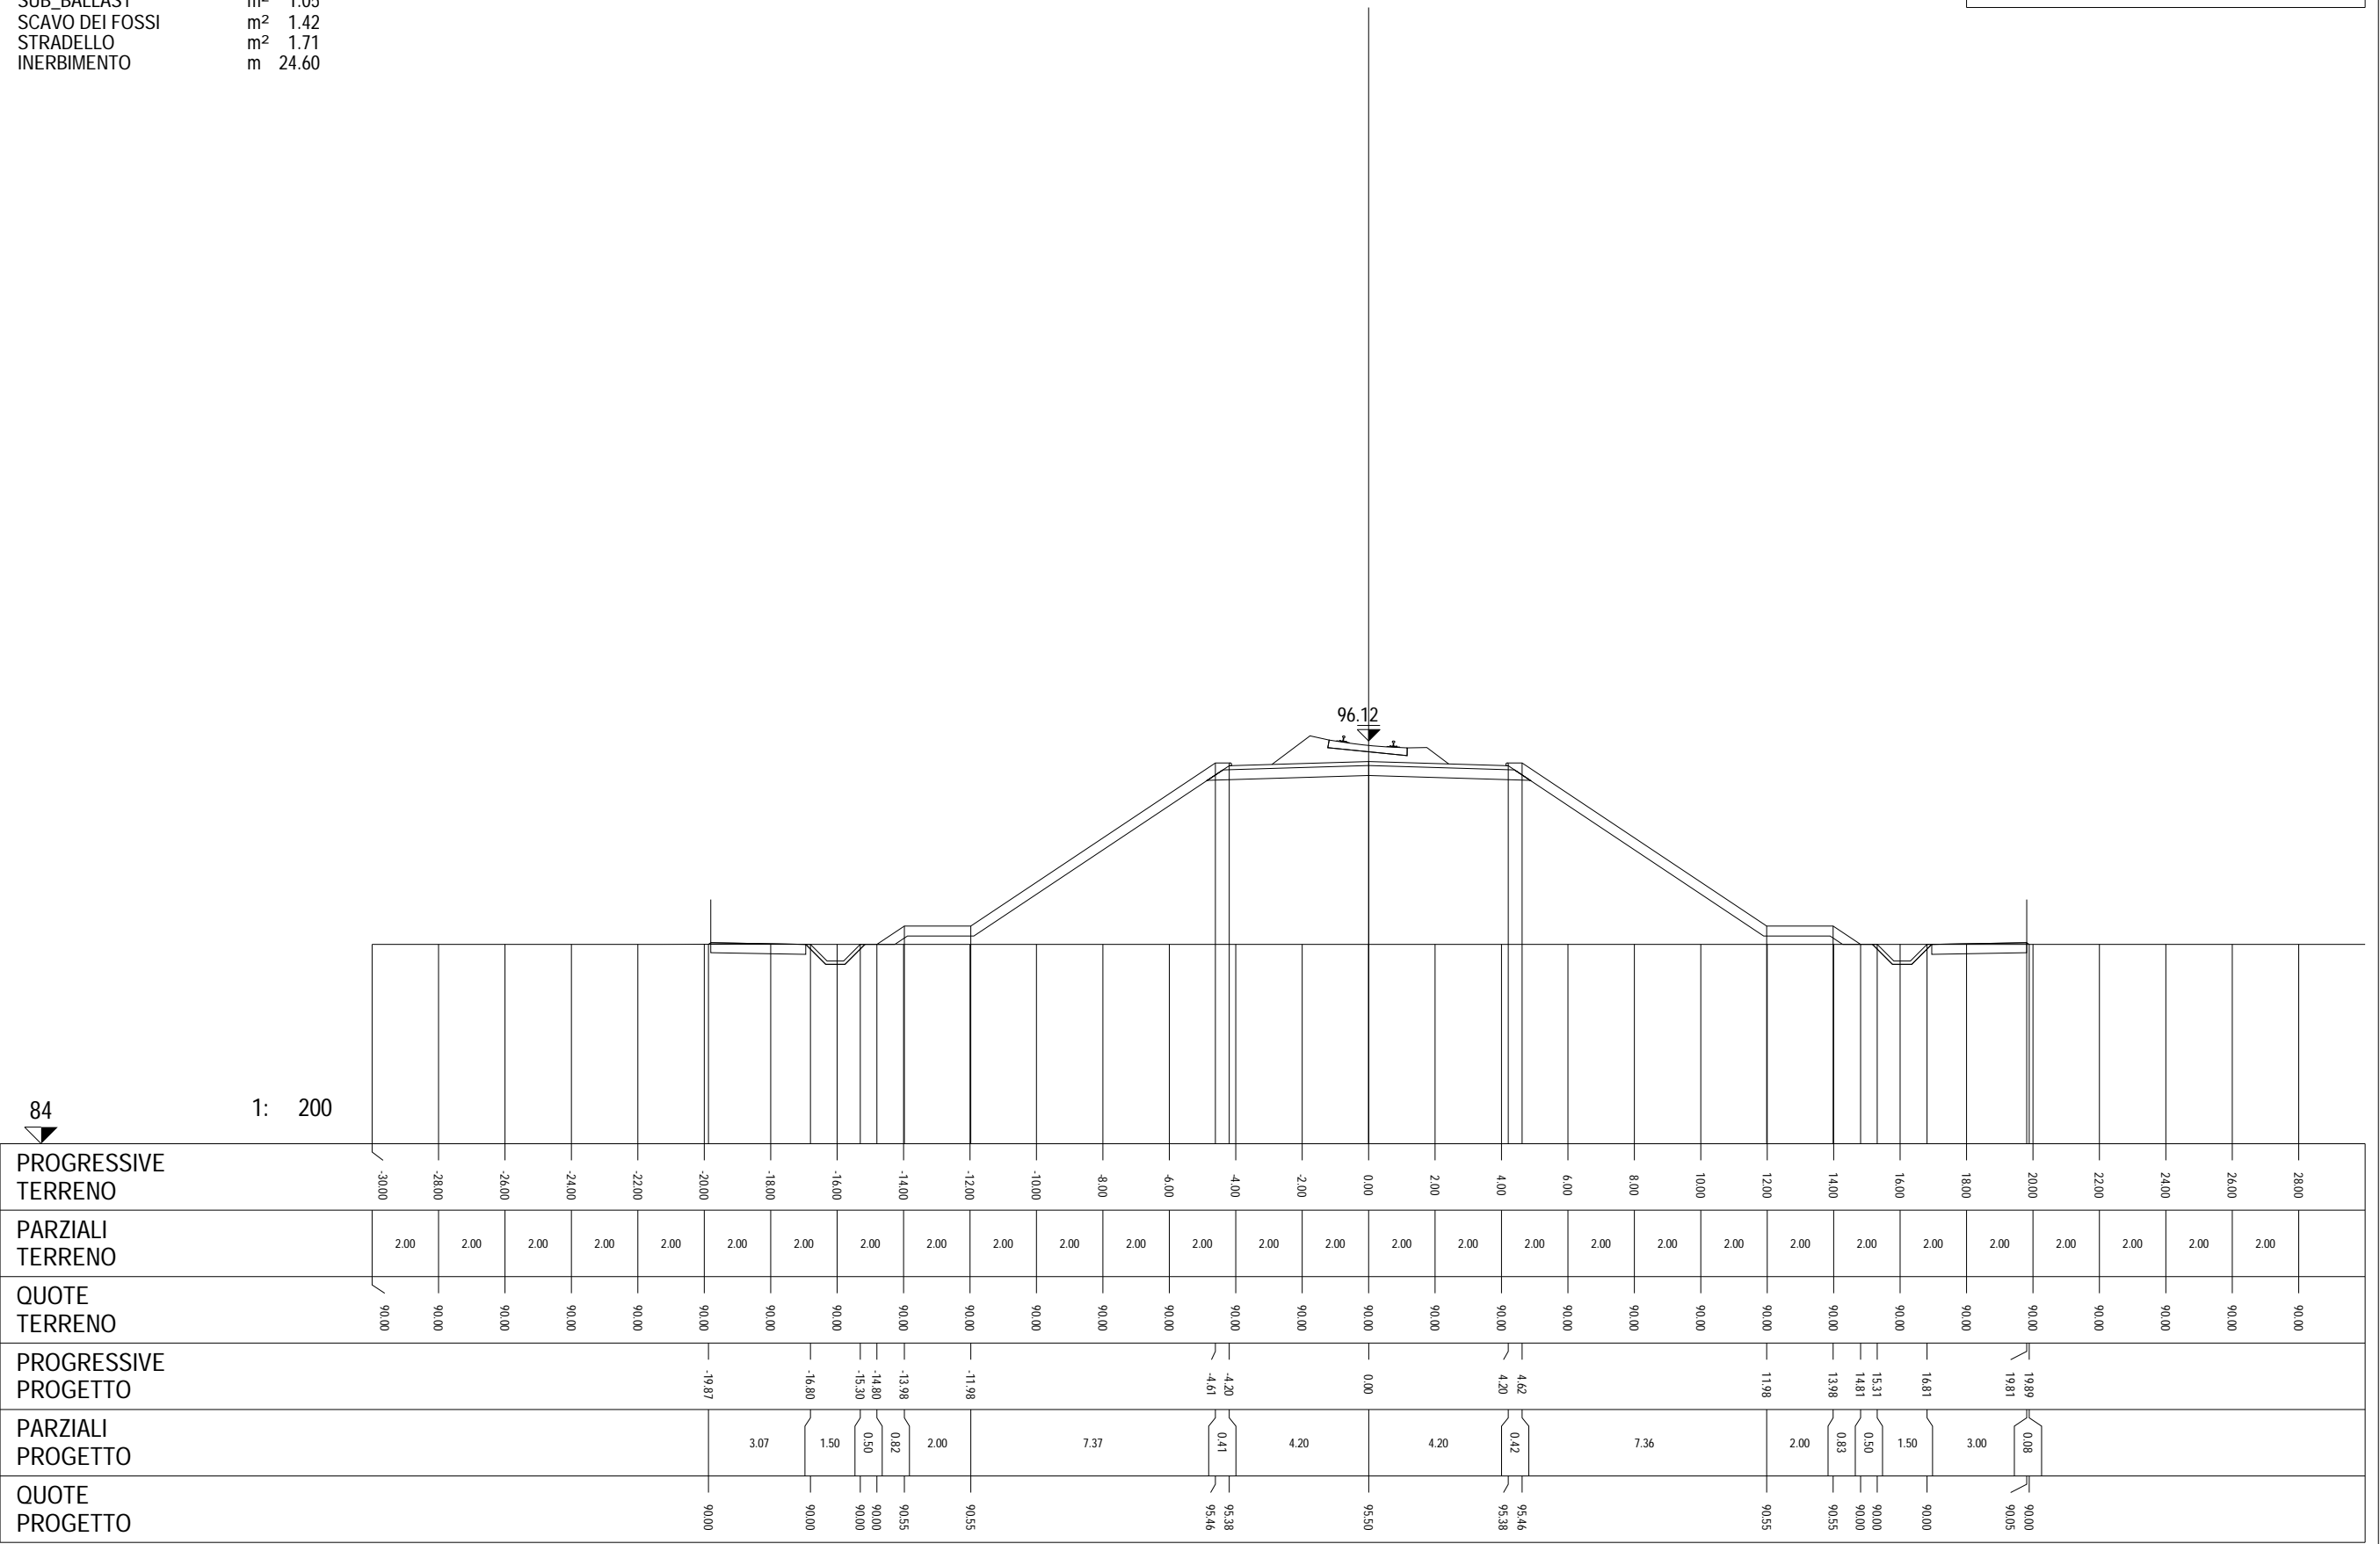 SUB_BALLAST m² 1.05
SCAVO DEI FOSSI m² 1.42
STRADELLO m² 1.71
INERBIMENTO m 24.60
96.12
84
1: 200
PROGRESSIVE
TERRENO
-30.00 -28.00 -26.00 -24.00 -22.00 -20.00 -18.00 -16.00 -14.00 -12.00 -10.00 -8.00 -6.00 -4.00 -2.00 0.00 2.00 4.00 6.00 8.00 10.00 12.00 14.00 16.00 18.00 20.00 22.00 24.00 26.00 28.00
PARZIALI
TERRENO
2.00 2.00 2.00 2.00 2.00 2.00 2.00 2.00 2.00 2.00 2.00 2.00 2.00 2.00 2.00 2.00 2.00 2.00 2.00 2.00 2.00 2.00 2.00 2.00 2.00 2.00 2.00 2.00 2.00
QUOTE
TERRENO
90.00 90.00 90.00 90.00 90.00 90.00 90.00 90.00 90.00 90.00 90.00 90.00 90.00 90.00 90.00 90.00 90.00 90.00 90.00 90.00 90.00 90.00 90.00 90.00 90.00 90.00 90.00 90.00 90.00 90.00
PROGRESSIVE
PROGETTO
-19.87 -16.80 -15.30 -14.80 -13.98 -11.98 -4.61 -4.20 0.00 4.20 4.62 11.98 13.98 14.81 15.31 16.81 19.81 19.89
PARZIALI
PROGETTO
3.07 1.50 0.50 0.82 2.00 7.37 0.41 4.20 4.20 0.42 7.36 2.00 0.83 0.50 1.50 3.00 0.08
QUOTE
PROGETTO
90.00 90.00 90.00 90.00 90.55 90.55 95.46 95.38 95.50 95.38 95.46 90.55 90.55 90.00 90.00 90.00 90.05 90.00